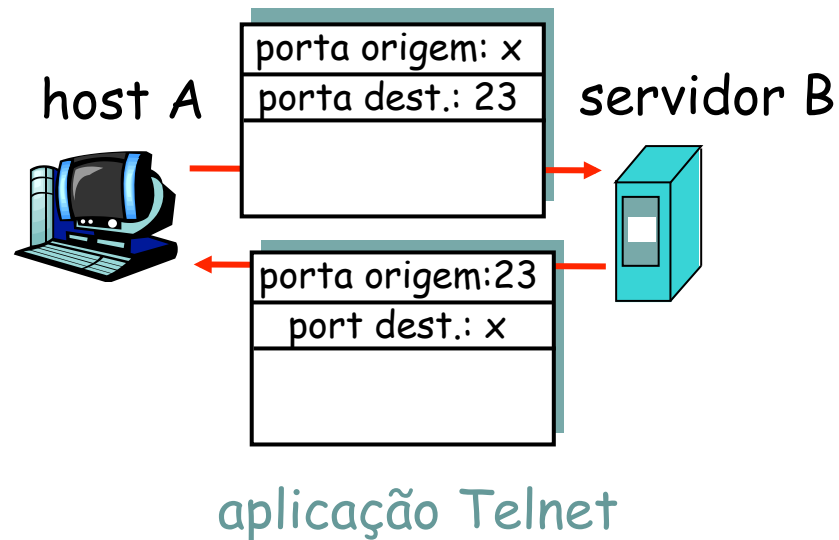 porta origem: x
host A
porta dest.: 23
servidor B
porta origem:23
port dest.: x
aplicação Telnet